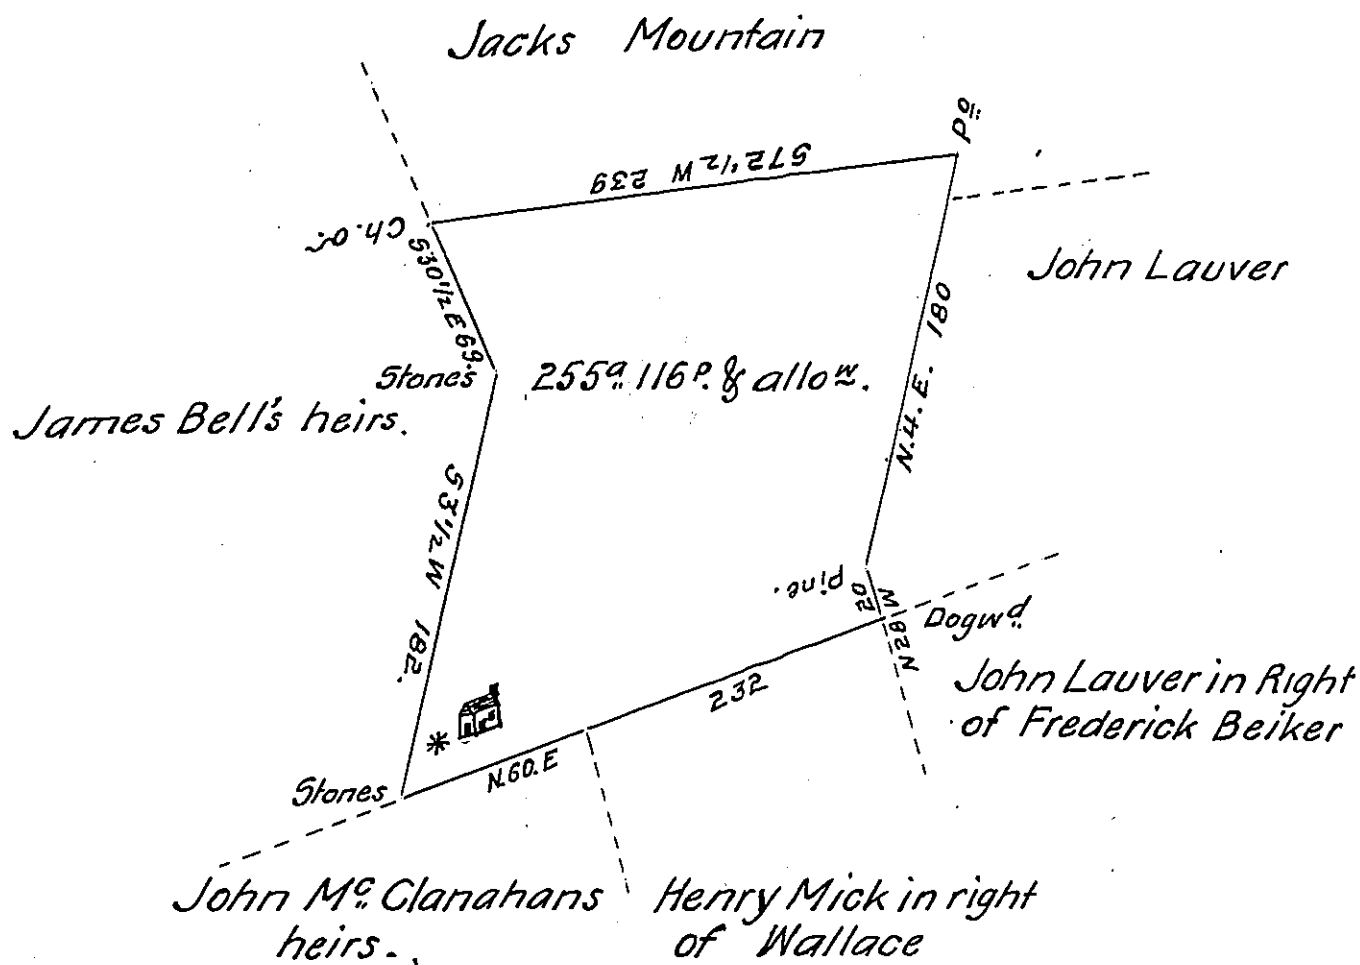 Jacks Mountain
Po:
S72 1/2 W 239
Ch. o.
S30 1/2 E 69.
John Lauver
N. 4. E. 180
Stones
255a. 116 P. & allow.
James Bell's heirs.
S3 1/2 W 182.
pine.
20
N 28 W
Dogwd.
232
John Lauver in Right
of Frederick Beiker
N. 60. E
Stones
John Mc. Clanahans
heirs.
Henry Mick in right
of Wallace